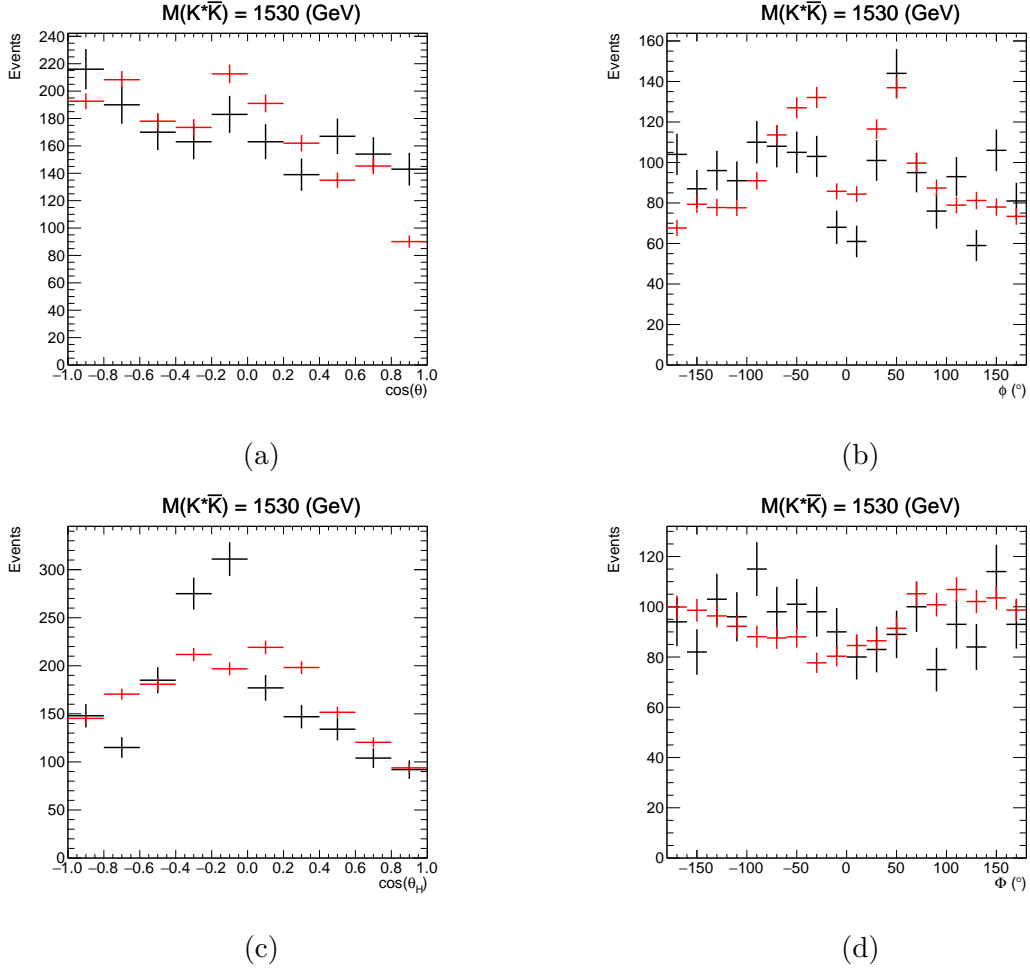 M(K*K̅) = 1530 (GeV)
Events
240
220
200
180
160
140
120
100
80
60
40
20
0
−1.0 −0.8 −0.6 −0.4 −0.2 0.0 0.2 0.4 0.6 0.8 1.0
cos(θ)
(a)
M(K*K̅) = 1530 (GeV)
Events
160
140
120
100
80
60
40
20
0
−150 −100 −50 0 50 100 150
ϕ (°)
(b)
M(K*K̅) = 1530 (GeV)
Events
300
250
200
150
100
50
0
−1.0 −0.8 −0.6 −0.4 −0.2 0.0 0.2 0.4 0.6 0.8 1.0
cos(θ_H)
(c)
M(K*K̅) = 1530 (GeV)
Events
120
100
80
60
40
20
0
−150 −100 −50 0 50 100 150
Φ (°)
(d)